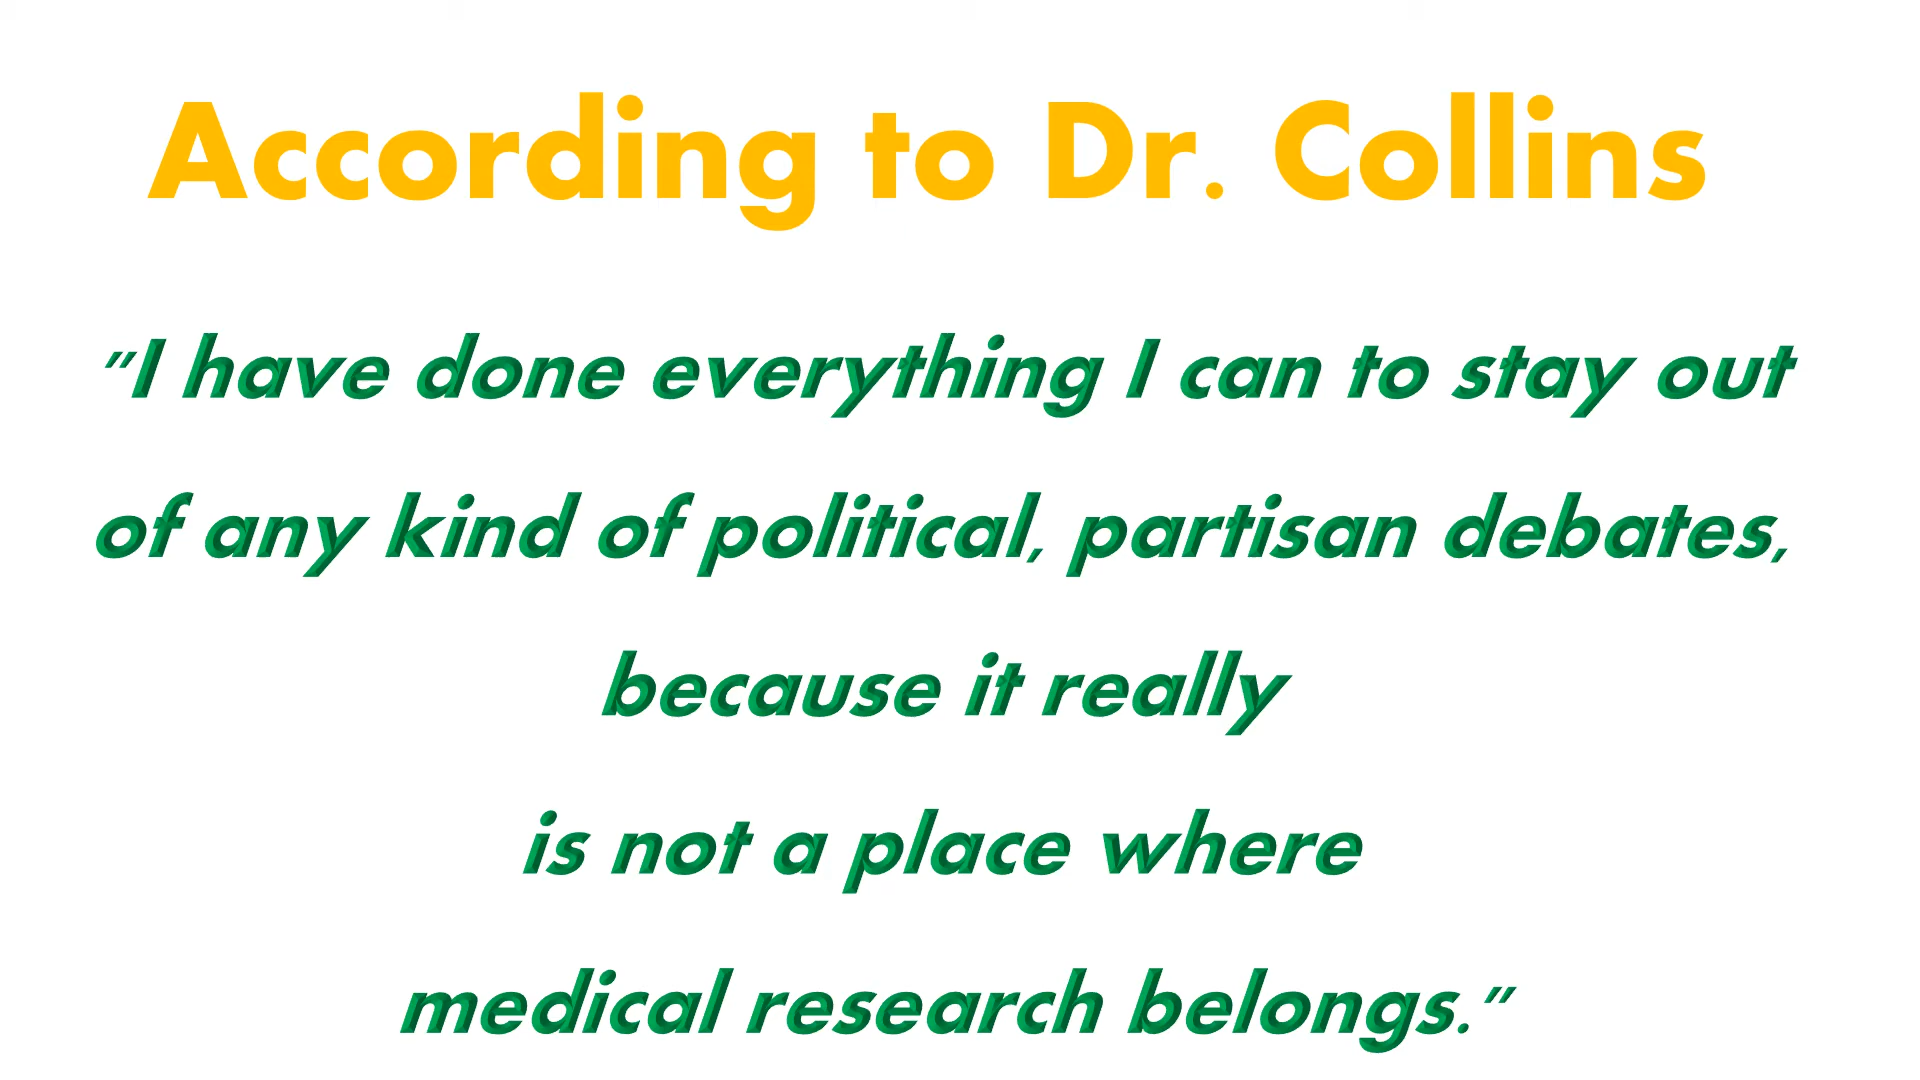 According to Dr. Collins
"I have done everything I can to stay out
of any kind of political, partisan debates,
because it really
is not a place where
medical research belongs."